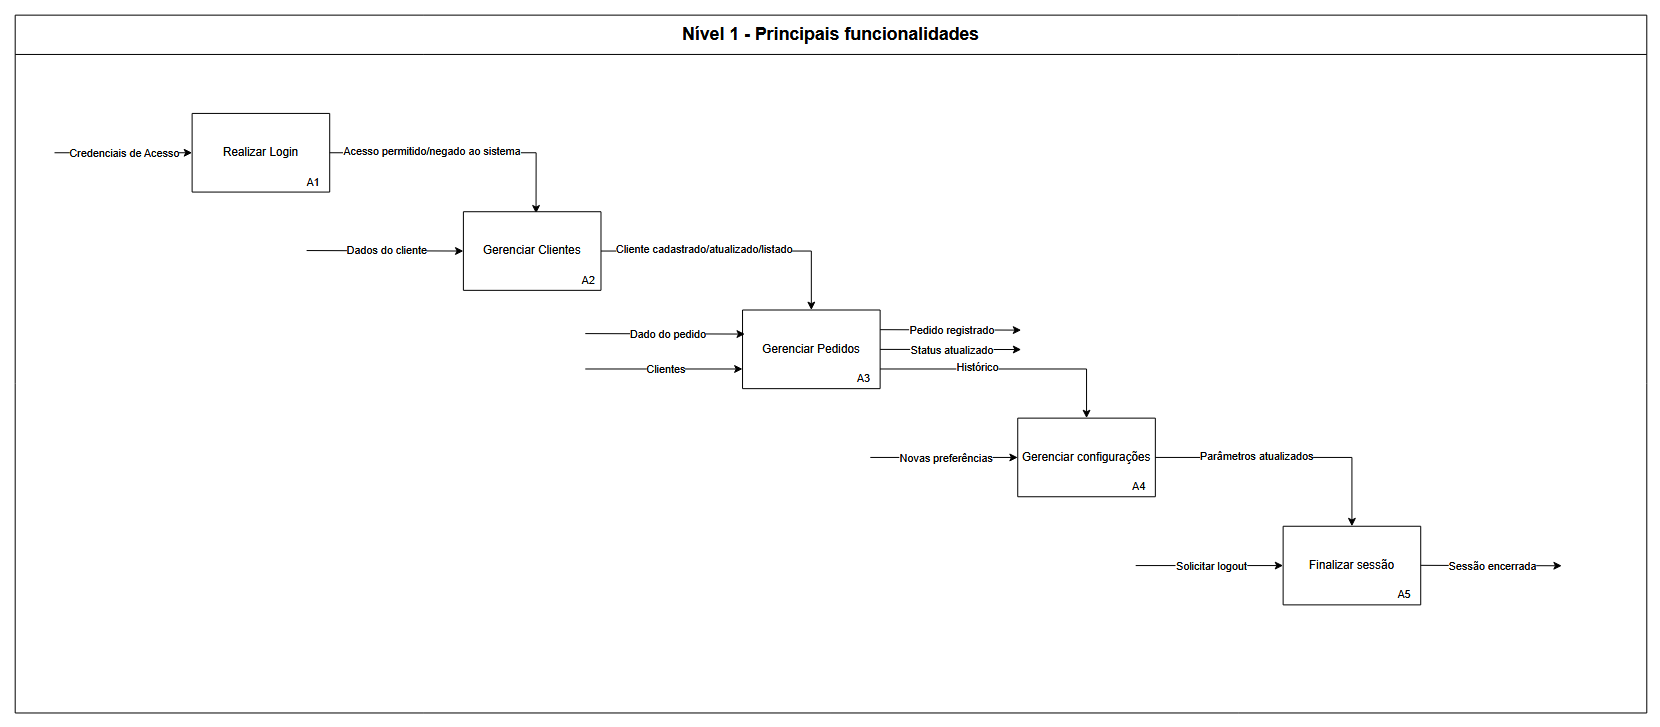 Nível 1 - Principais funcionalidades
Credenciais de Acesso
Realizar Login
A1
Acesso permitido/negado ao sistema
Dados do cliente
Gerenciar Clientes
A2
Cliente cadastrado/atualizado/listado
Dado do pedido
Clientes
Gerenciar Pedidos
A3
Pedido registrado
Status atualizado
Histórico
Novas preferências
Gerenciar configurações
A4
Parâmetros atualizados
Solicitar logout
Finalizar sessão
A5
Sessão encerrada